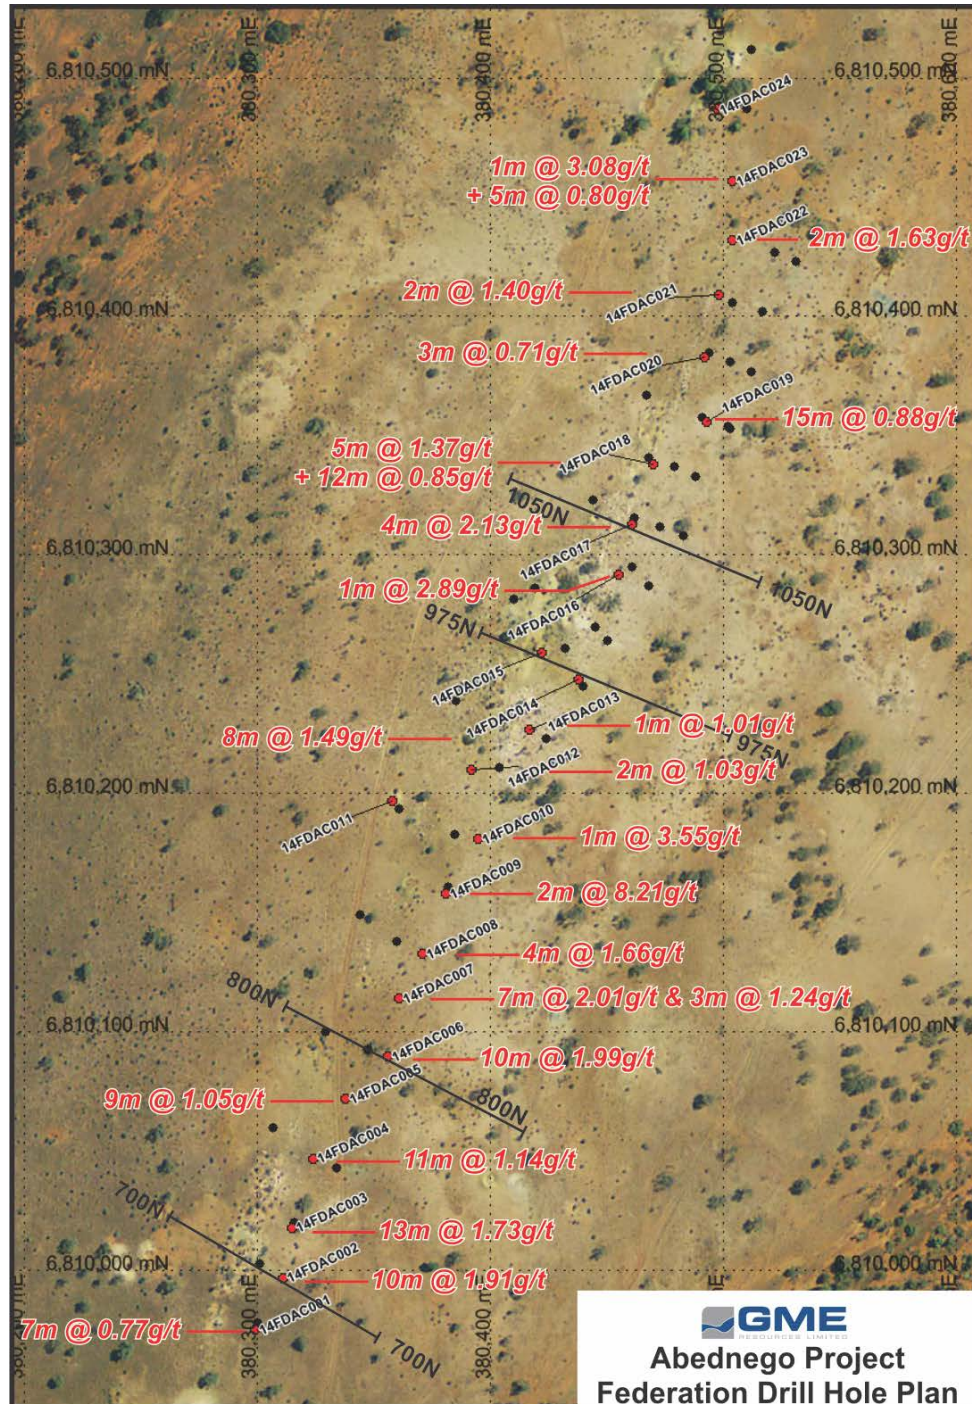 380,200 mE
380,300 mE
380,400 mE
380,500 mE
380,600 mE
6,810,500 mN
6,810,500 mN
14FDAC024
1m @ 3.08g/t
+ 5m @ 0.80g/t
14FDAC023
14FDAC022
2m @ 1.63g/t
2m @ 1.40g/t
14FDAC021
6,810,400 mN
6,810,400 mN
3m @ 0.71g/t
14FDAC020
14FDAC019
15m @ 0.88g/t
5m @ 1.37g/t
+ 12m @ 0.85g/t
14FDAC018
1050N
4m @ 2.13g/t
14FDAC017
6,810,300 mN
6,810,300 mN
1m @ 2.89g/t
1050N
14FDAC016
975N
14FDAC015
14FDAC014
14FDAC013
8m @ 1.49g/t
1m @ 1.01g/t
975N
14FDAC012
2m @ 1.03g/t
6,810,200 mN
6,810,200 mN
14FDAC011
14FDAC010
1m @ 3.55g/t
14FDAC009
2m @ 8.21g/t
14FDAC008
4m @ 1.66g/t
14FDAC007
7m @ 2.01g/t & 3m @ 1.24g/t
800N
6,810,100 mN
6,810,100 mN
14FDAC006
10m @ 1.99g/t
14FDAC005
9m @ 1.05g/t
800N
14FDAC004
11m @ 1.14g/t
700N
14FDAC003
13m @ 1.73g/t
6,810,000 mN
6,810,000 mN
14FDAC002
10m @ 1.91g/t
14FDAC001
7m @ 0.77g/t
700N
380,200 mE
380,300 mE
380,400 mE
GME
RESOURCES LIMITED
Abednego Project
Federation Drill Hole Plan